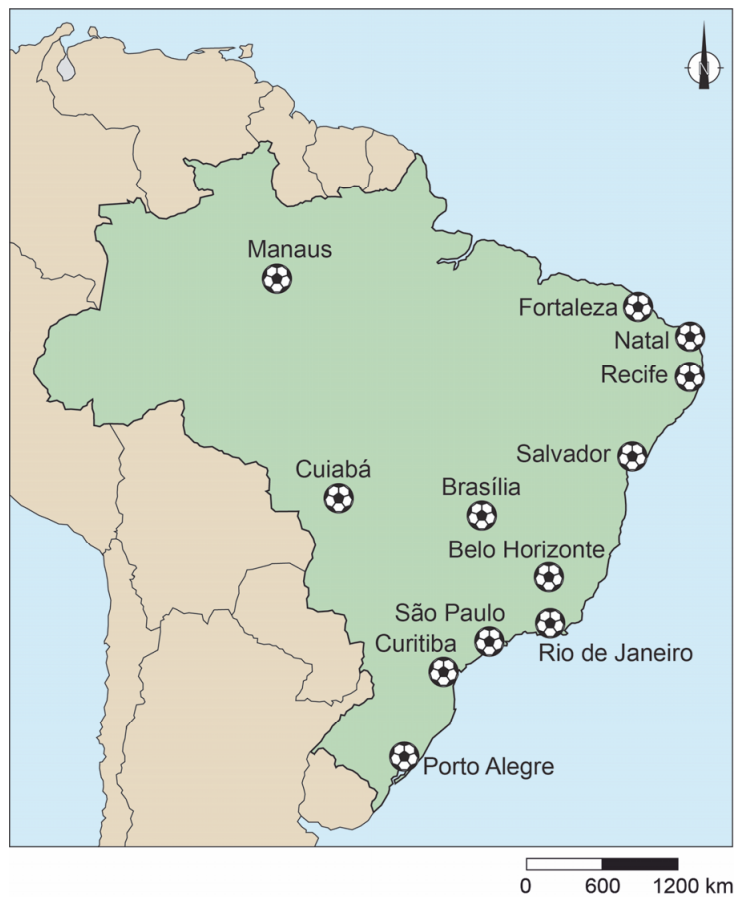 N
Manaus
Fortaleza
Natal
Recife
Salvador
Cuiabá
Brasília
Belo Horizonte
São Paulo
Curitiba
Rio de Janeiro
Porto Alegre
0 600 1200 km